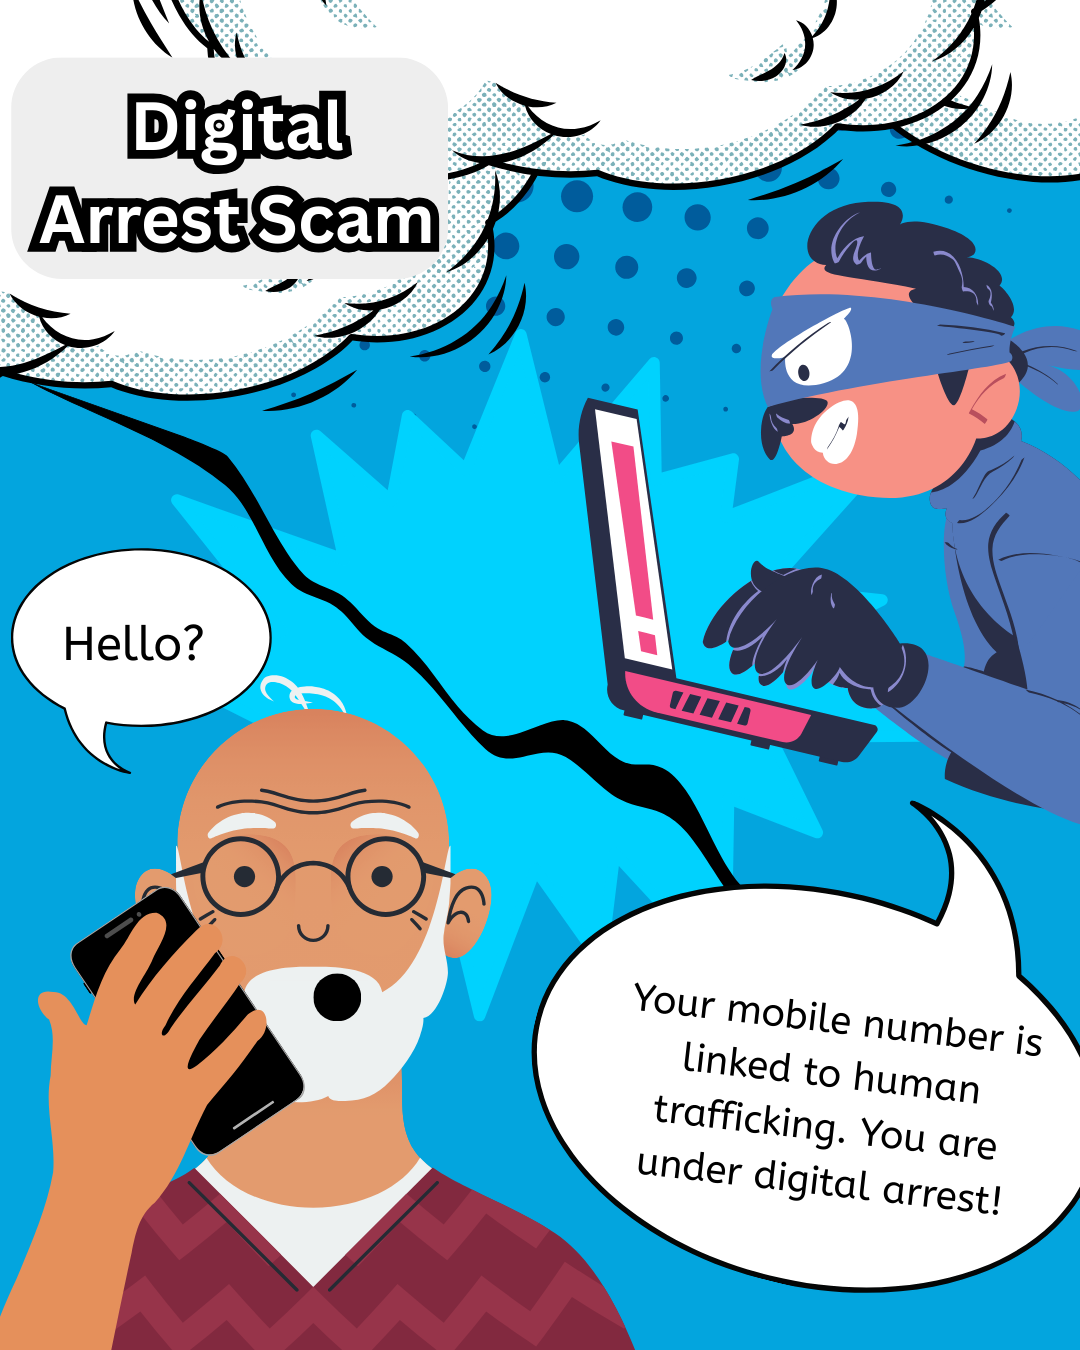 Digital
Arrest Scam
Hello?
Your mobile number is
linked to human
trafficking. You are
under digital arrest!